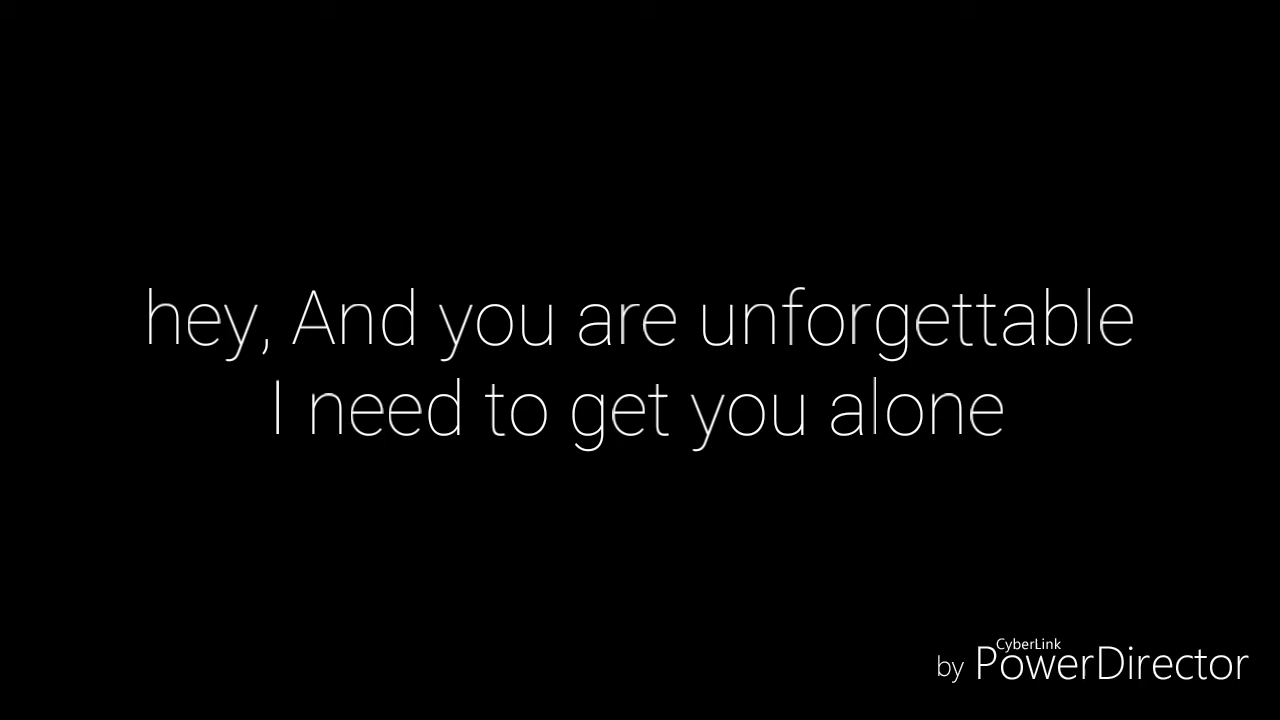 hey, And you are unforgettable
I need to get you alone
CyberLink
by PowerDirector